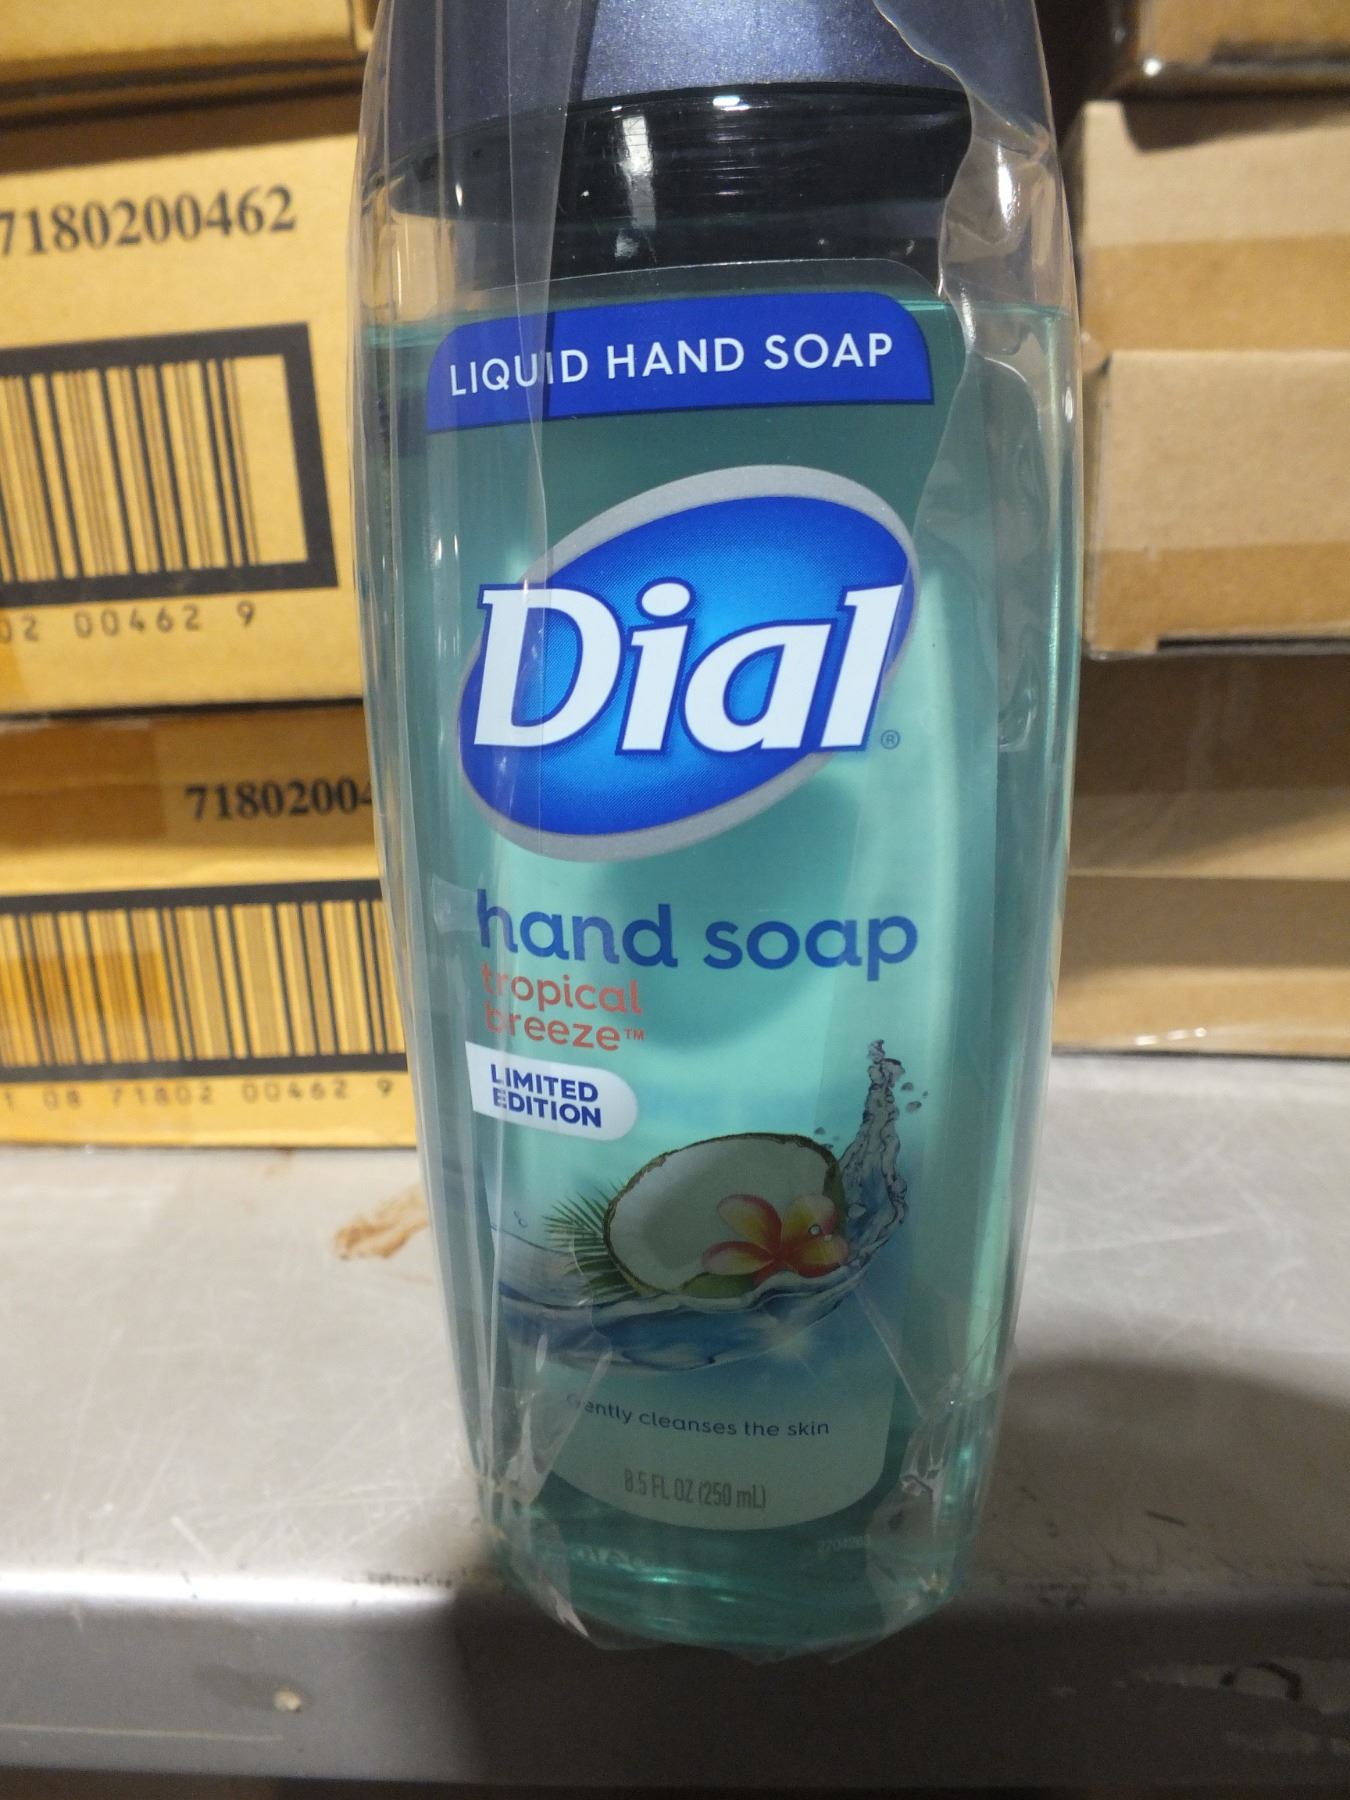 7180200462
02 00462 9
7180200
1 08 71802 00462 9
LIQUID HAND SOAP
Dial®
hand soap
tropical
breeze™
LIMITED
EDITION
gently cleanses the skin
8.5 FL OZ (250 mL)